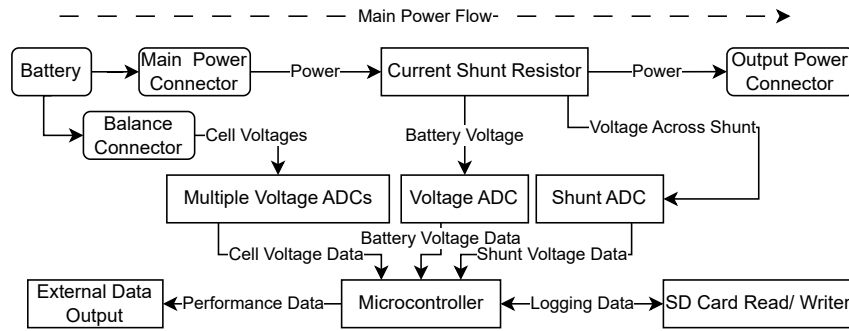 Main Power Flow
Battery
Main Power
Connector
Power
Current Shunt Resistor
Power
Output Power
Connector
Balance
Connector
Cell Voltages
Battery Voltage
Voltage Across Shunt
Multiple Voltage ADCs
Voltage ADC
Shunt ADC
Cell Voltage Data
Battery Voltage Data
Shunt Voltage Data
External Data
Output
Performance Data
Microcontroller
Logging Data
SD Card Read/ Writer